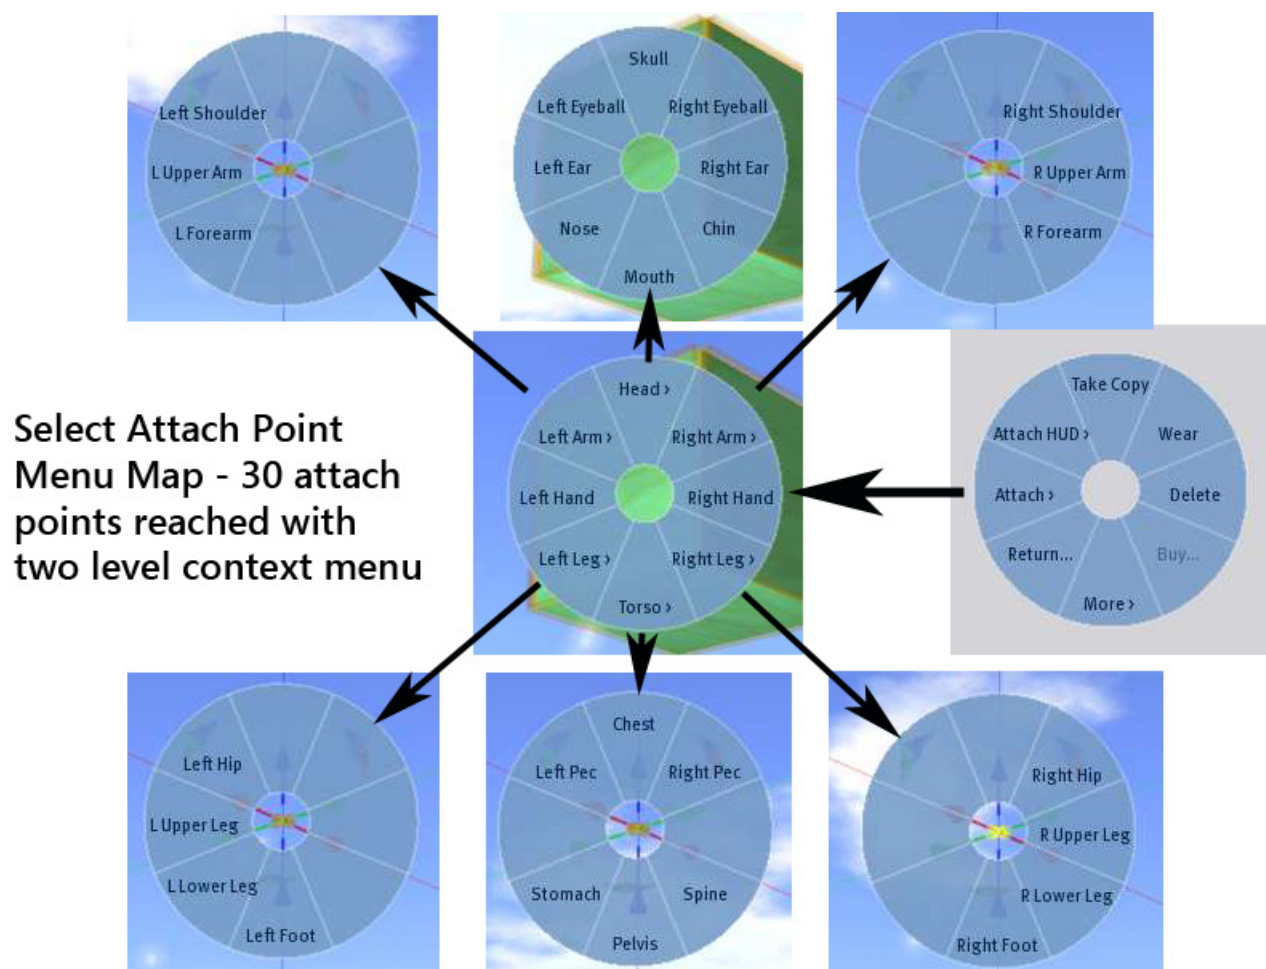 Left Shoulder
L Upper Arm
L Forearm
Skull
Left Eyeball
Right Eyeball
Left Ear
Right Ear
Nose
Chin
Mouth
Right Shoulder
R Upper Arm
R Forearm
Select Attach Point
Menu Map - 30 attach
points reached with
two level context menu
Head >
Left Arm >
Right Arm >
Left Hand
Right Hand
Left Leg >
Right Leg >
Torso >
Take Copy
Attach HUD >
Wear
Attach >
Delete
Return...
Buy...
More >
Left Hip
L Upper Leg
L Lower Leg
Left Foot
Chest
Left Pec
Right Pec
Stomach
Spine
Pelvis
Right Hip
R Upper Leg
R Lower Leg
Right Foot